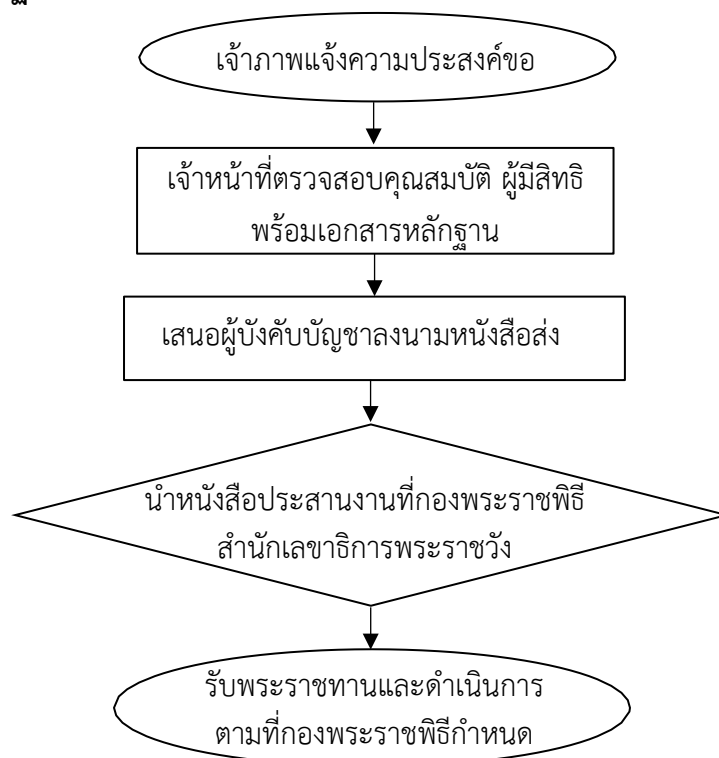 เจ้าภาพแจ้งความประสงค์ขอ
เจ้าหน้าที่ตรวจสอบคุณสมบัติ ผู้มีสิทธิ
พร้อมเอกสารหลักฐาน
เสนอผู้บังคับบัญชาลงนามหนังสือส่ง
นำหนังสือประสานงานที่กองพระราชพิธี
สำนักเลขาธิการพระราชวัง
รับพระราชทานและดำเนินการ
ตามที่กองพระราชพิธีกำหนด